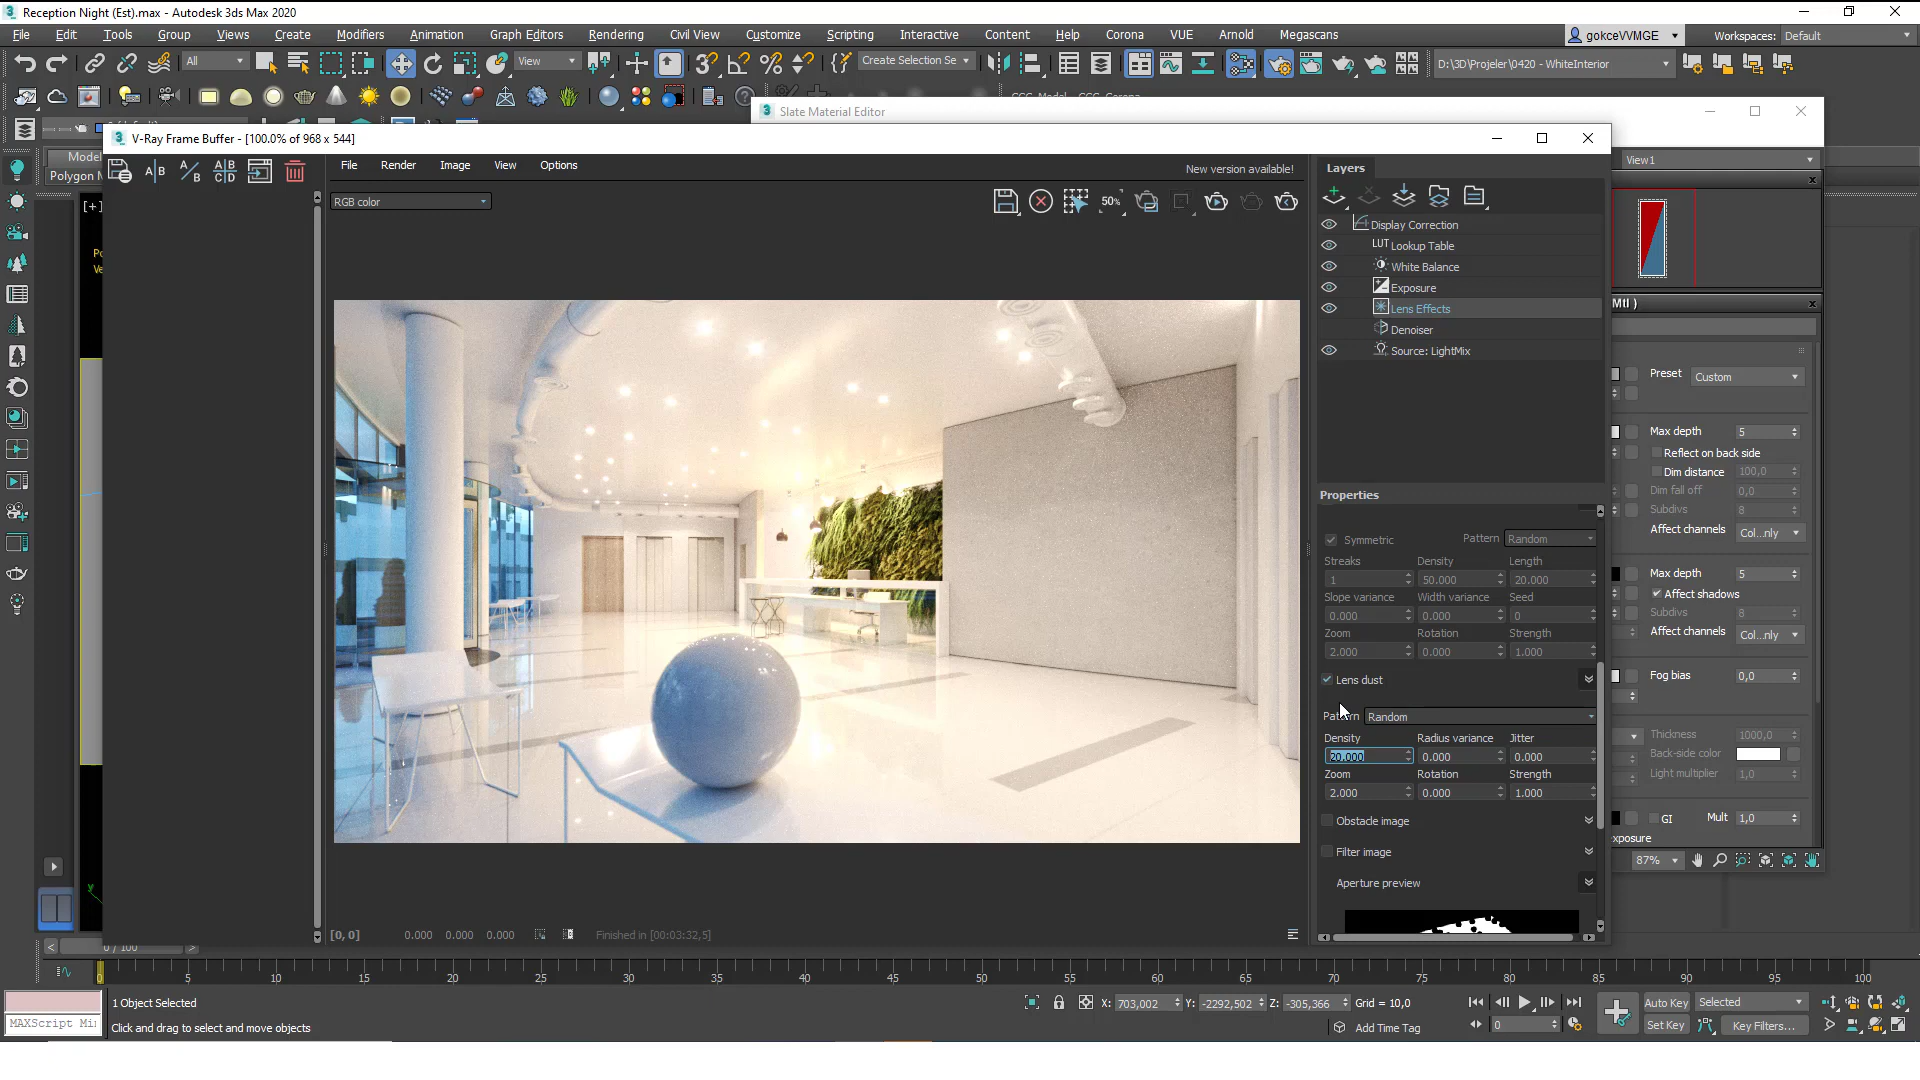 Reception Night (Est).max - Autodesk 3ds Max 2020
File Edit Tools Group Views Create Modifiers Animation Graph Editors Rendering Civil View Customize Scripting Interactive Content Help Corona VUE Arnold Megascans
gokceVVMGE Workspaces: Default
All View Create Selection Se D:\3D\Projeler\0420 - WhiteInterior
Slate Material Editor
V-Ray Frame Buffer - [100.0% of 968 x 544]
File Render Image View Options
New version available!
RGB color
50%
Layers
Display Correction
LUT Lookup Table
White Balance
Exposure
Lens Effects
Denoiser
Source: LightMix
Properties
Symmetric Pattern Random
Streaks Density Length
1 50.000 20.000
Slope variance Width variance Seed
0.000 0.000 0
Zoom Rotation Strength
2.000 0.000 1.000
Lens dust
Pattern Random
Density Radius variance Jitter
20.000 0.000 0.000
Zoom Rotation Strength
2.000 0.000 1.000
Obstacle image
Filter image
Aperture preview
[0, 0] 0.000 0.000 0.000 Finished in [00:03:32,5]
Polygon M
[+]
View1
Mtl )
Preset Custom
Max depth 5
Reflect on back side
Dim distance 100,0
Dim fall off 0,0
Subdivs 8
Affect channels Col...nly
Max depth 5
Affect shadows
Subdivs 8
Affect channels Col...nly
Fog bias 0,0
Thickness 1000,0
Back-side color
Light multiplier 1,0
GI Mult 1,0
xposure
87%
0 / 100
0 5 10 15 20 25 30 35 40 45 50 55 60 65 70 75 80 85 90 95 100
1 Object Selected
X: 703,002 Y: -2292,502 Z: -305,366 Grid = 10,0
Auto Key Selected
MAXScript Mi
Click and drag to select and move objects
Add Time Tag
0
Set Key Key Filters...